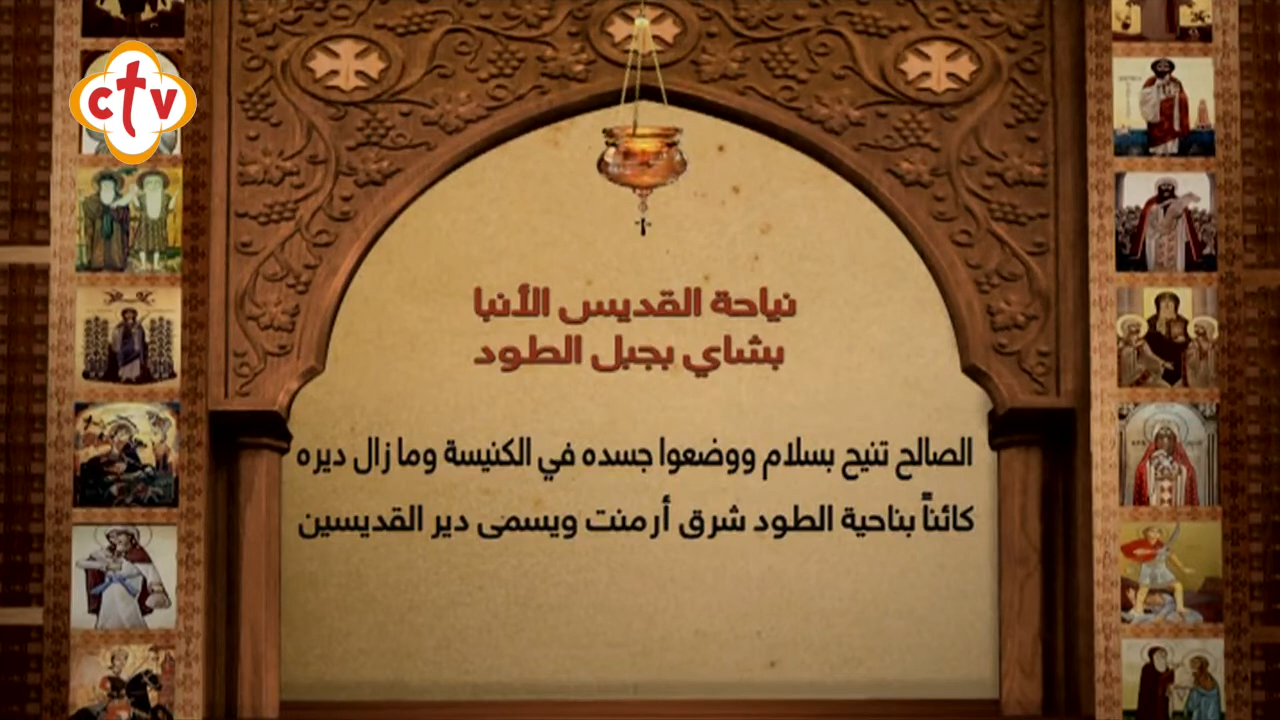 ctv
نياحة القديس الأنبا
بشاي بجبل الطود
الصالح تنيح بسلام ووضعوا جسده في الكنيسة وما زال ديره
كائناً بناحية الطود شرق أرمنت ويسمى دير القديسين